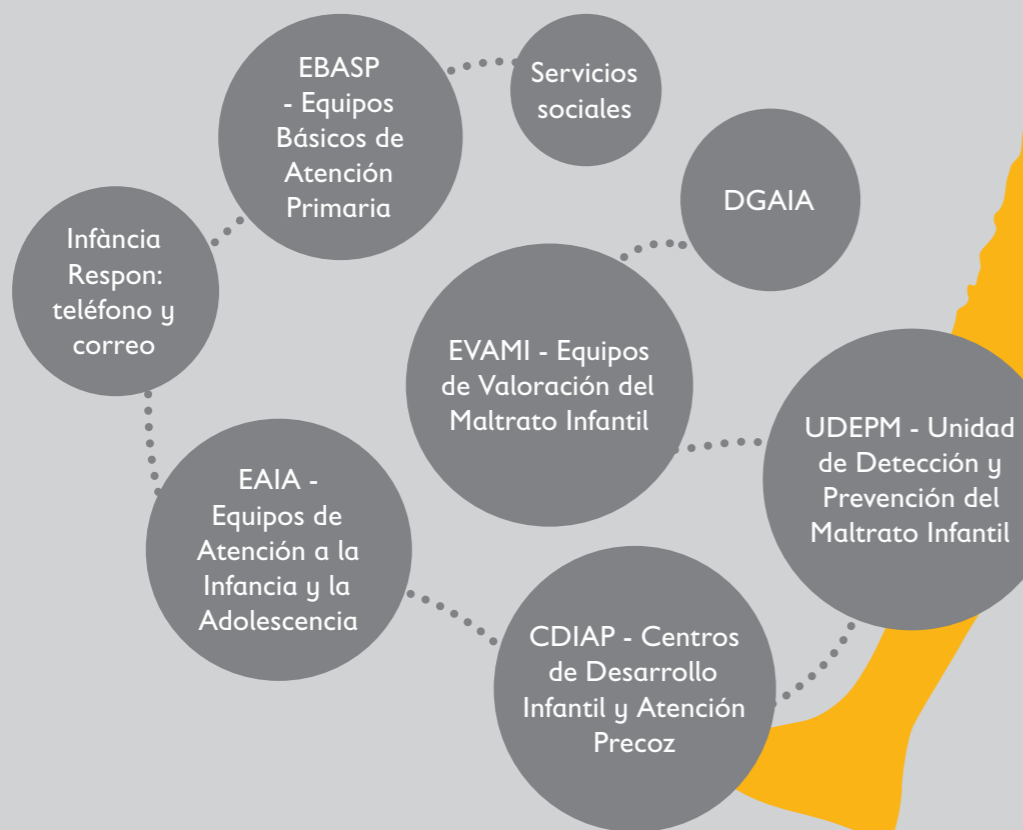 EBASP
- Equipos
Básicos de
Atención
Primaria
Servicios
sociales
DGAIA
Infància
Respon:
teléfono y
correo
EVAMI - Equipos
de Valoración del
Maltrato Infantil
UDEPM - Unidad
de Detección y
Prevención del
Maltrato Infantil
EAIA -
Equipos de
Atención a la
Infancia y la
Adolescencia
CDIAP - Centros
de Desarrollo
Infantil y Atención
Precoz